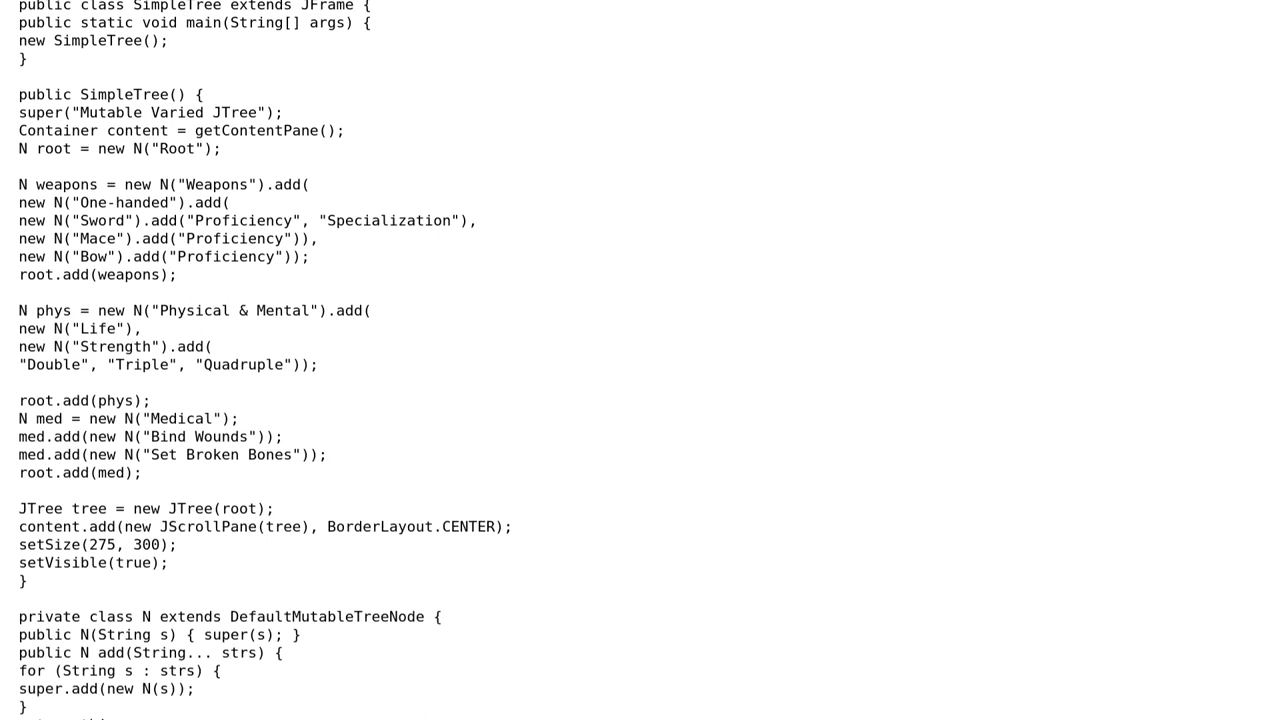 public class SimpleTree extends JFrame {
public static void main(String[] args) {
new SimpleTree();
}
public SimpleTree() {
super("Mutable Varied JTree");
Container content = getContentPane();
N root = new N("Root");
N weapons = new N("Weapons").add(
new N("One-handed").add(
new N("Sword").add("Proficiency", "Specialization"),
new N("Mace").add("Proficiency")),
new N("Bow").add("Proficiency"));
root.add(weapons);
N phys = new N("Physical & Mental").add(
new N("Life"),
new N("Strength").add(
"Double", "Triple", "Quadruple"));
root.add(phys);
N med = new N("Medical");
med.add(new N("Bind Wounds"));
med.add(new N("Set Broken Bones"));
root.add(med);
JTree tree = new JTree(root);
content.add(new JScrollPane(tree), BorderLayout.CENTER);
setSize(275, 300);
setVisible(true);
}
private class N extends DefaultMutableTreeNode {
public N(String s) { super(s); }
public N add(String... strs) {
for (String s : strs) {
super.add(new N(s));
}